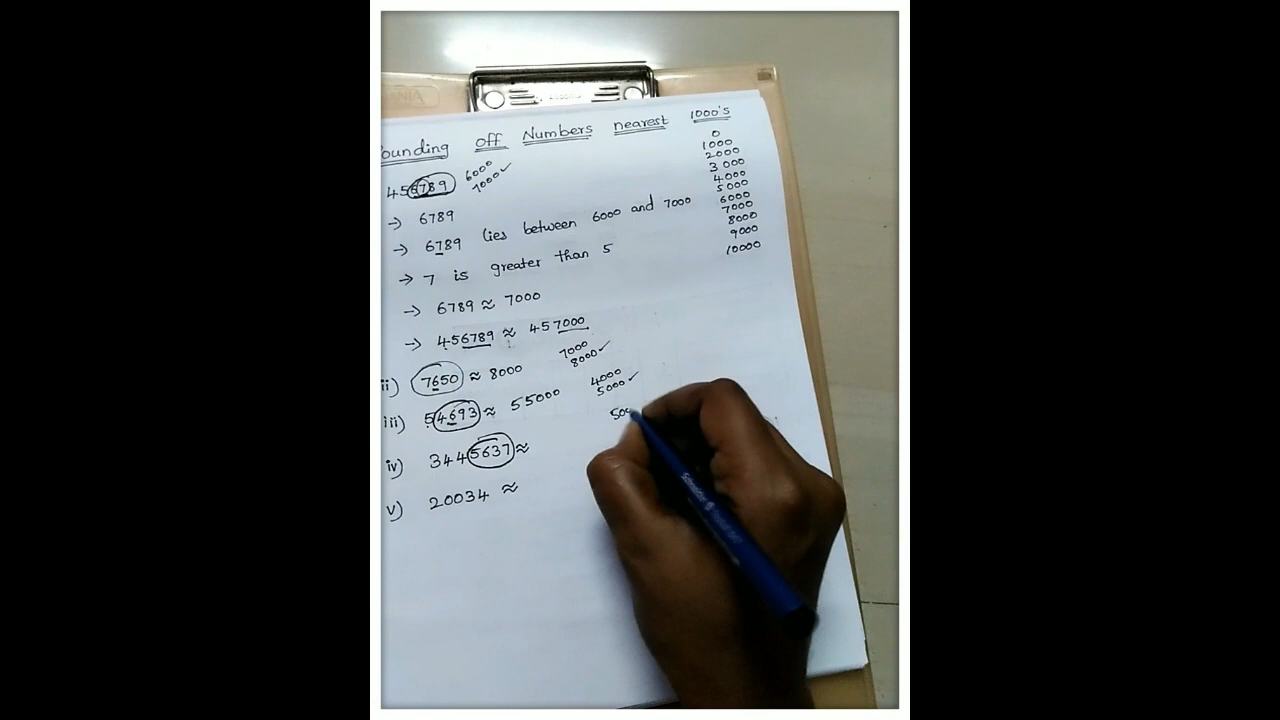 ounding off Numbers nearest 1000's
456789 6000
7000 ✓
0
1000
2000
3000
4000
5000
6000
7000
8000
9000
10000
→ 6789
→ 6789 lies between 6000 and 7000
→ 7 is greater than 5
→ 6789 ≈ 7000
→ 456789 ≈ 457000
ii) 7650 ≈ 8000 7000
8000 ✓
iii) 54693 ≈ 55000 4000
5000 ✓
iv) 3445637 ≈ 500
v) 20034 ≈